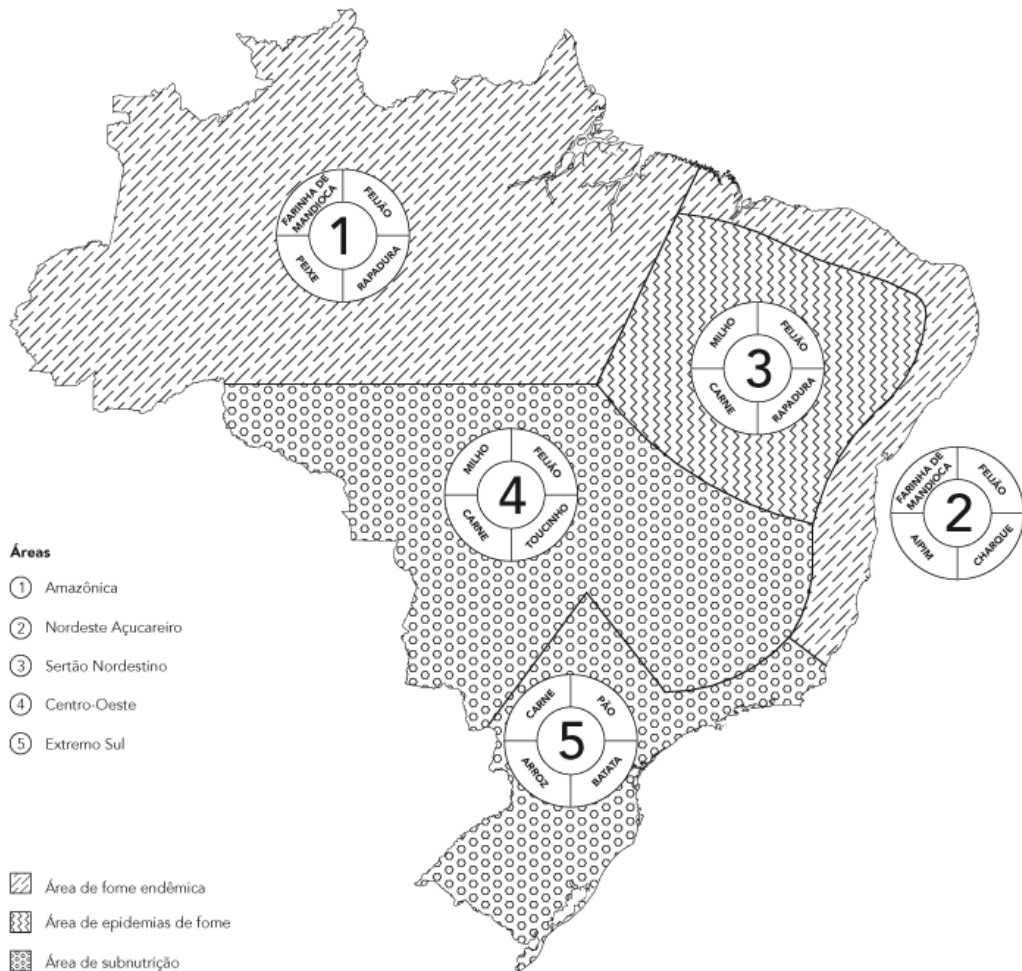 FARINHA DE
MANDIOCA
FEIJÃO
1
PEIXE
RAPADURA
MILHO
FEIJÃO
3
CARNE
RAPADURA
MILHO
FEIJÃO
4
CARNE
TOUCINHO
FARINHA DE
MANDIOCA
FEIJÃO
2
AIPIM
CHARQUE
CARNE
PÃO
5
ARROZ
BATATA
Áreas
1 Amazônica
2 Nordeste Açucareiro
3 Sertão Nordestino
4 Centro-Oeste
5 Extremo Sul
Área de fome endêmica
Área de epidemias de fome
Área de subnutrição